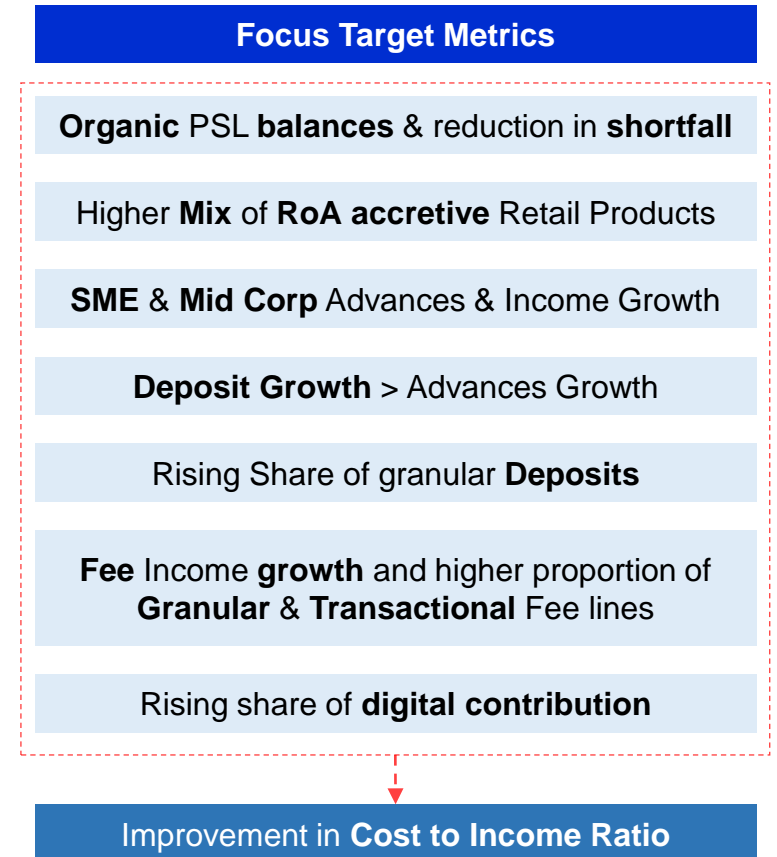 Focus Target Metrics
Organic PSL balances & reduction in shortfall
Higher Mix of RoA accretive Retail Products
SME & Mid Corp Advances & Income Growth
Deposit Growth > Advances Growth
Rising Share of granular Deposits
Fee Income growth and higher proportion of
Granular & Transactional Fee lines
Rising share of digital contribution
Improvement in Cost to Income Ratio